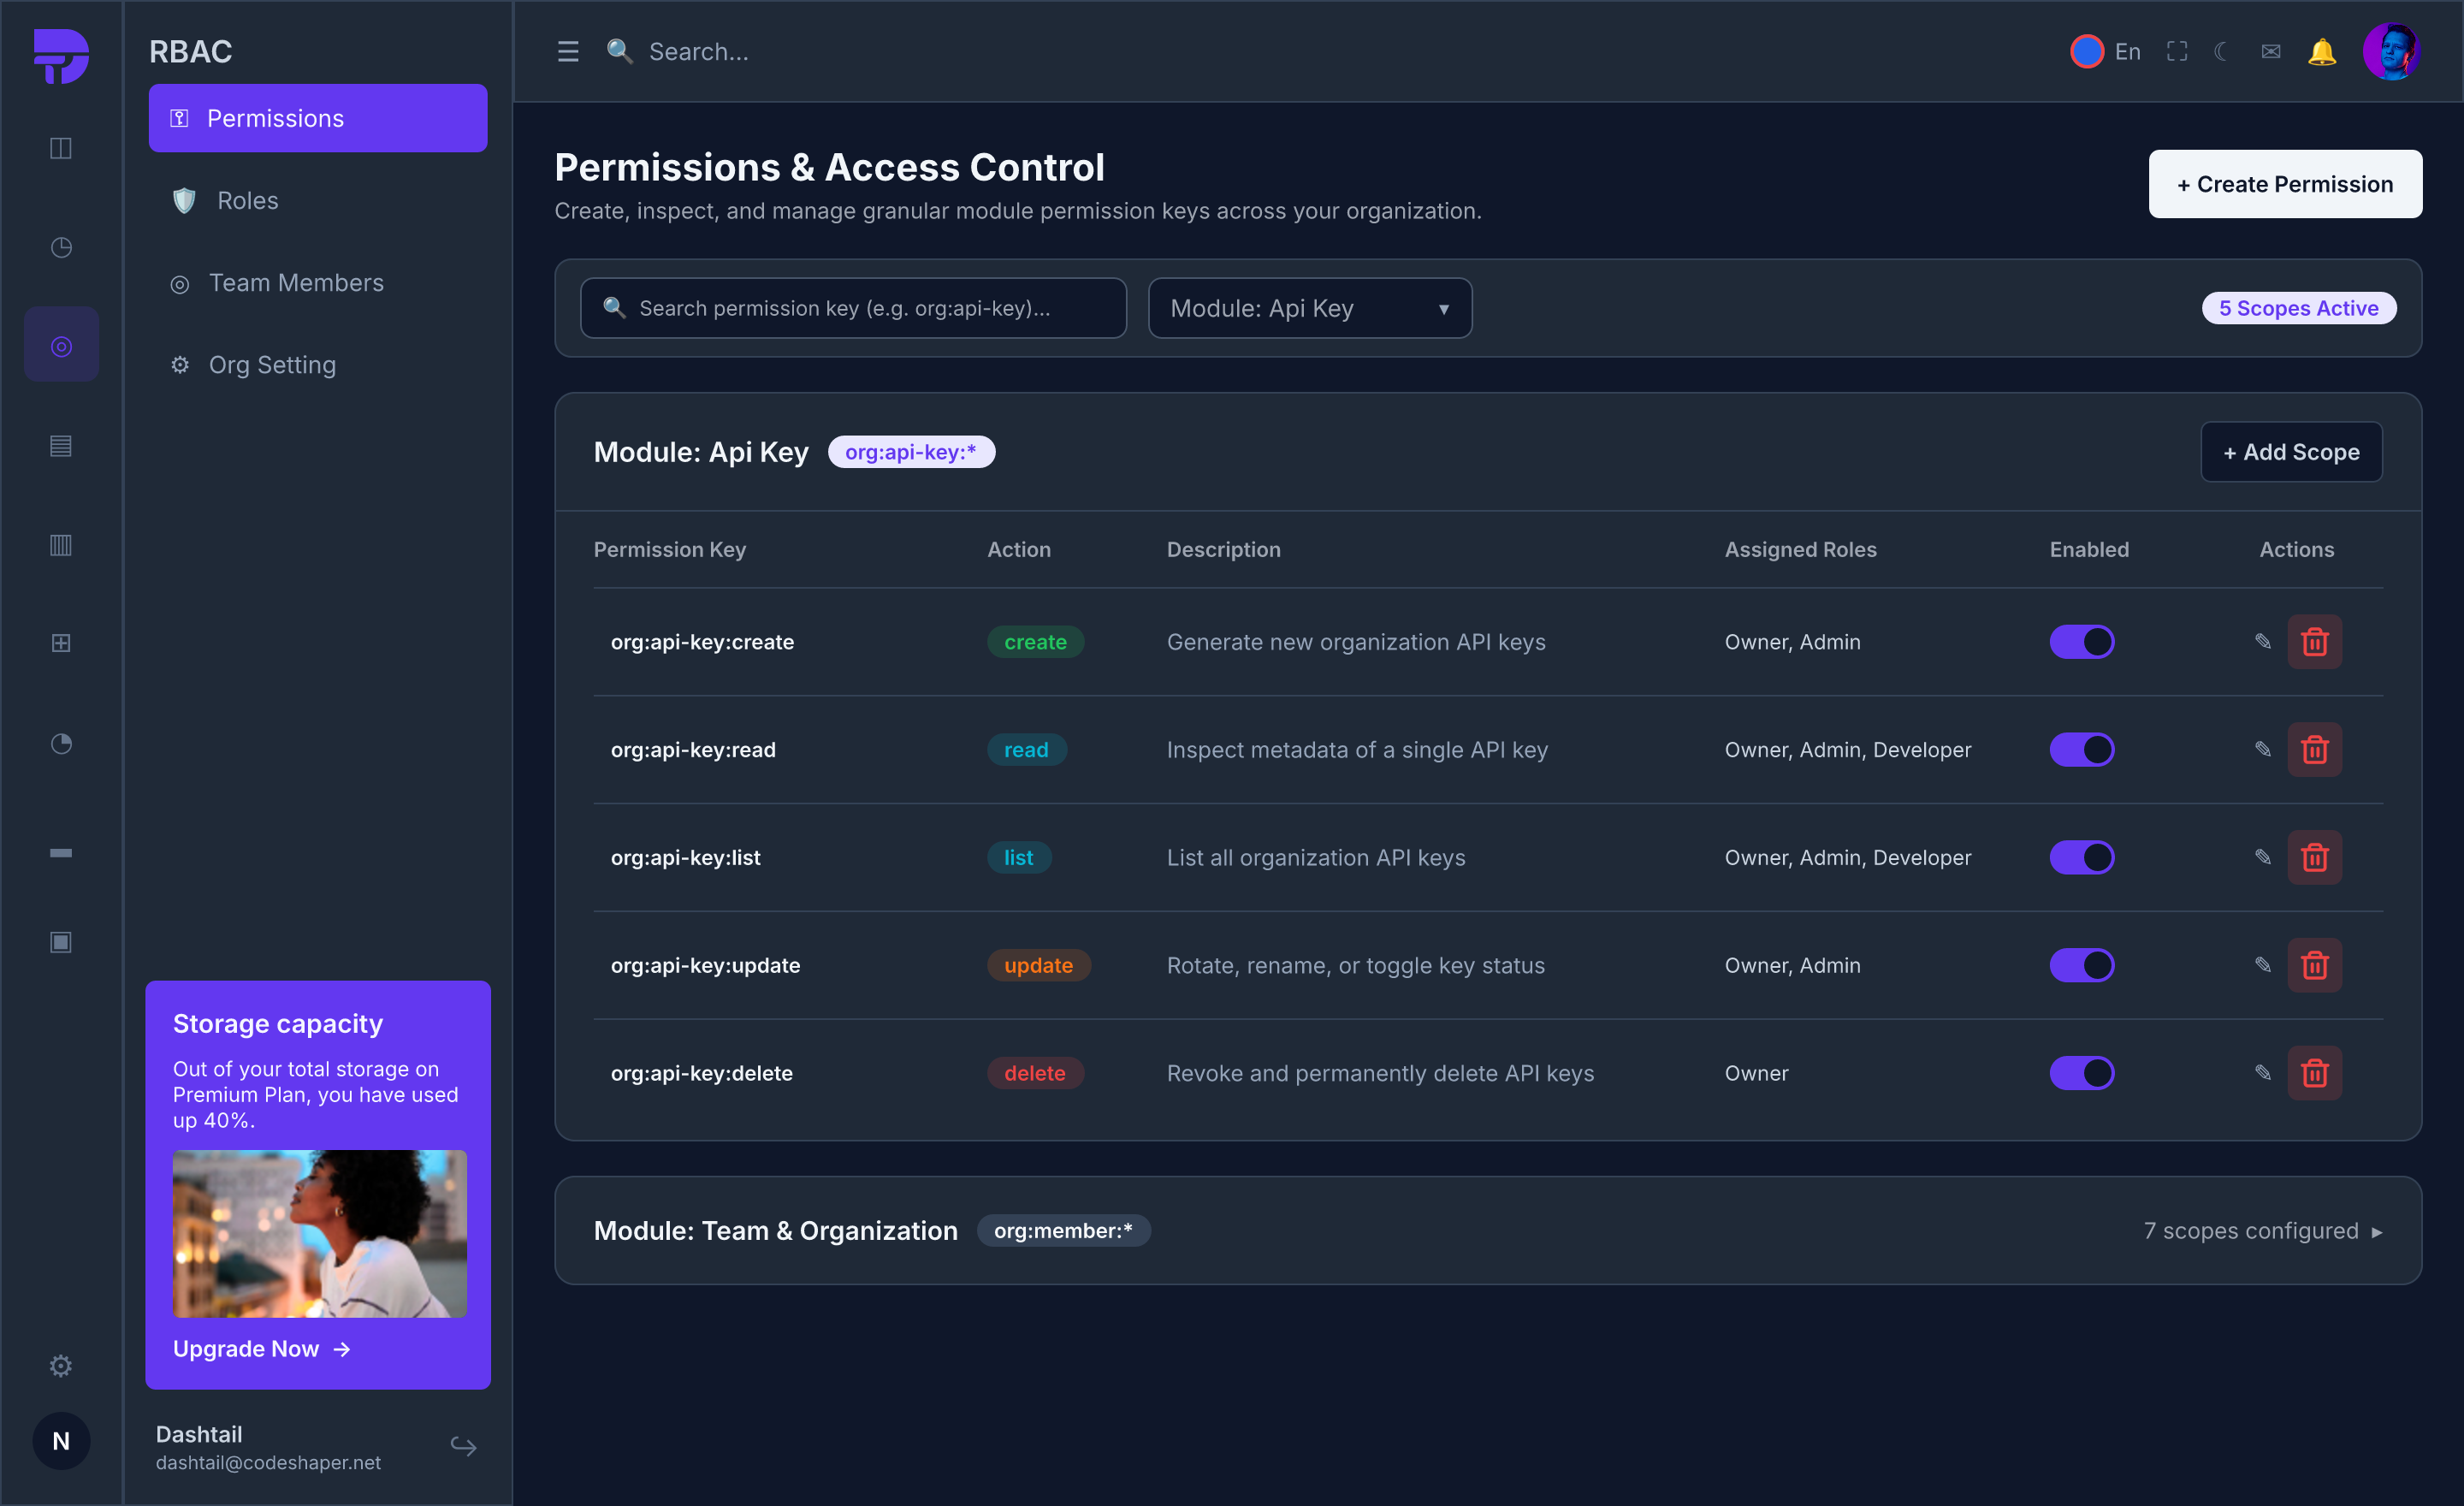 RBAC
Permissions
Roles
Team Members
Org Setting
Storage capacity
Out of your total storage on
Premium Plan, you have used
up 40%.
Upgrade Now →
N
Dashtail
dashtail@codeshaper.net
Search...
En
Permissions & Access Control
Create, inspect, and manage granular module permission keys across your organization.
+ Create Permission
Search permission key (e.g. org:api-key)...
Module: Api Key
5 Scopes Active
Module: Api Key org:api-key:*
+ Add Scope
Permission Key Action Description Assigned Roles Enabled Actions
org:api-key:create create Generate new organization API keys Owner, Admin
org:api-key:read read Inspect metadata of a single API key Owner, Admin, Developer
org:api-key:list list List all organization API keys Owner, Admin, Developer
org:api-key:update update Rotate, rename, or toggle key status Owner, Admin
org:api-key:delete delete Revoke and permanently delete API keys Owner
Module: Team & Organization org:member:*
7 scopes configured ▸